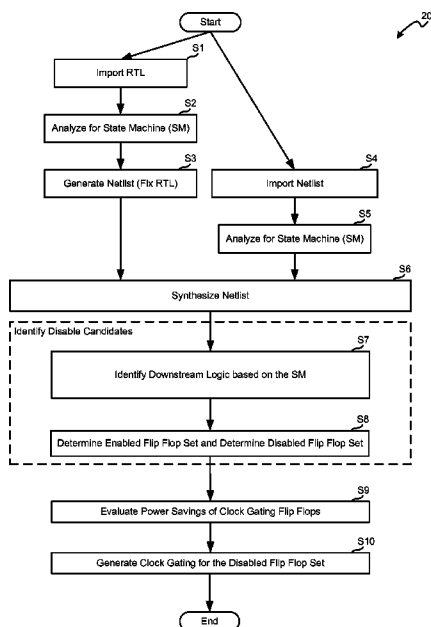 Start
20
S1
Import RTL
S2
Analyze for State Machine (SM)
S3
Generate Netlist (Fix RTL)
S4
Import Netlist
S5
Analyze for State Machine (SM)
S6
Synthesize Netlist
Identify Disable Candidates
S7
Identify Downstream Logic based on the SM
S8
Determine Enabled Flip Flop Set and Determine Disabled Flip Flop Set
S9
Evaluate Power Savings of Clock Gating Flip Flops
S10
Generate Clock Gating for the Disabled Flip Flop Set
End